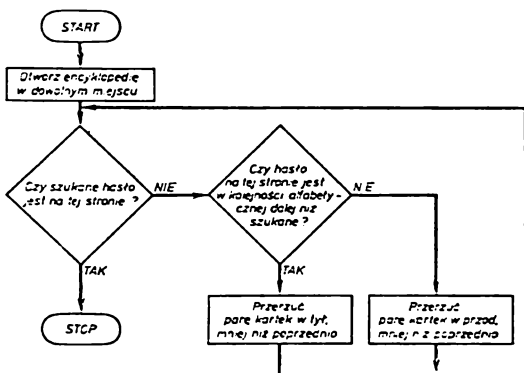 START
Otwórz encyklopedię
w dowolnym miejscu
Czy szukane hasło
jest na tej stronie ?
NIE
TAK
STOP
Czy hasło
na tej stronie jest
w kolejności alfabety-
cznej dalej niż
szukane ?
NIE
TAK
Przerzuć
parę kartek w tył,
mniej niż poprzednio
Przerzuć
parę kartek w przód,
mniej niż poprzednio